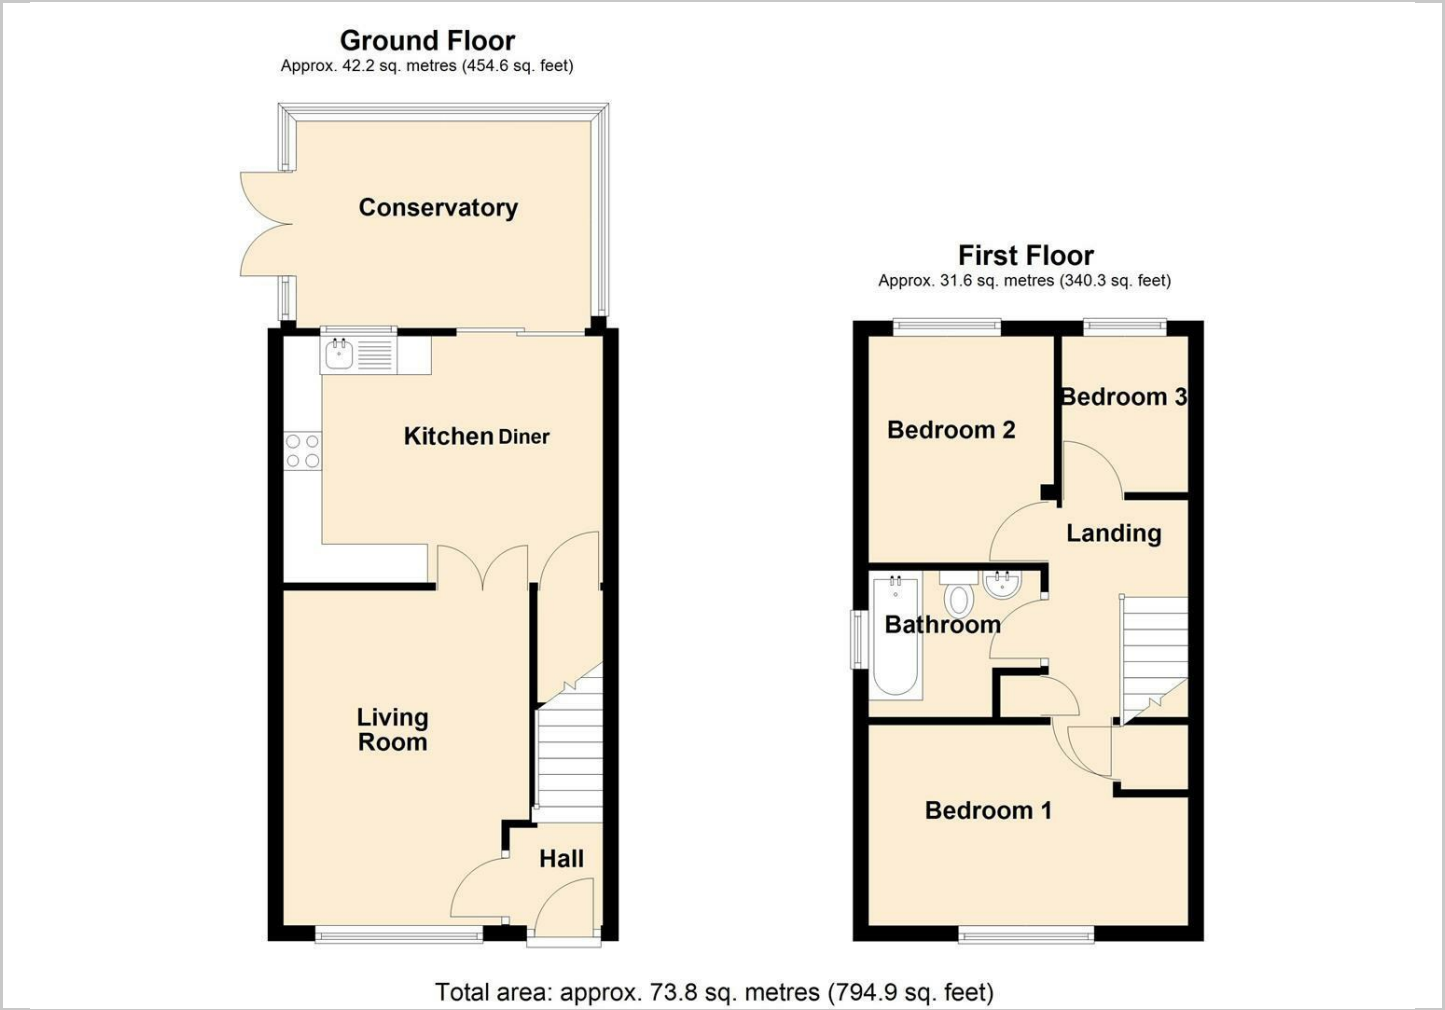 Ground Floor
Approx. 42.2 sq. metres (454.6 sq. feet)
Conservatory
Kitchen Diner
Living
Room
Hall
First Floor
Approx. 31.6 sq. metres (340.3 sq. feet)
Bedroom 3
Bedroom 2
Landing
Bathroom
Bedroom 1
Total area: approx. 73.8 sq. metres (794.9 sq. feet)